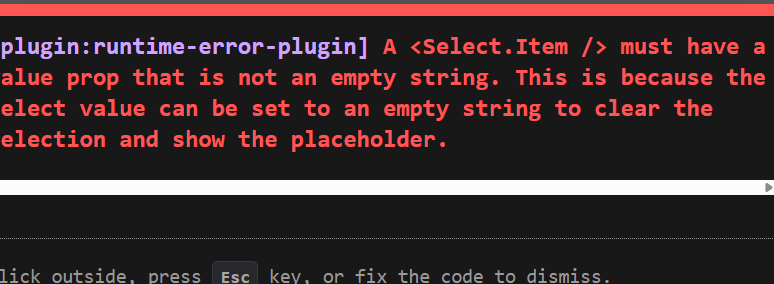 plugin:runtime-error-plugin] A <Select.Item /> must have a
alue prop that is not an empty string. This is because the
elect value can be set to an empty string to clear the
election and show the placeholder.
lick outside, press Esc key, or fix the code to dismiss.